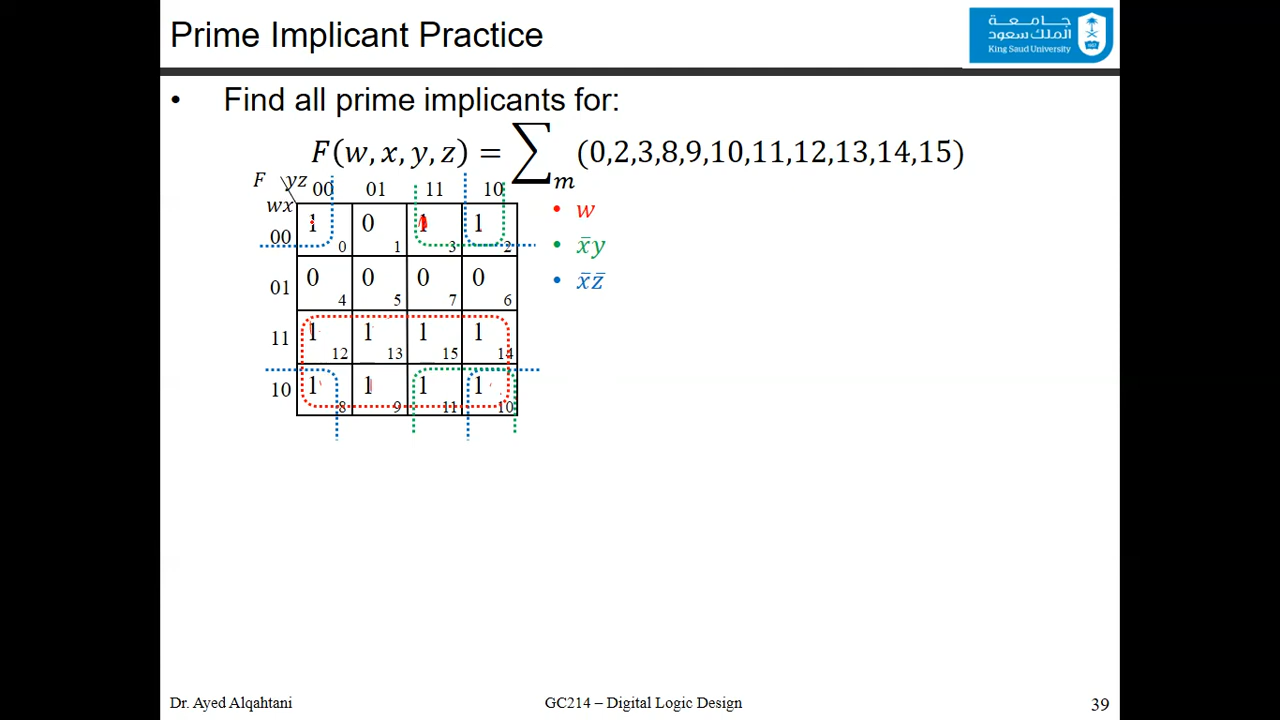 Prime Implicant Practice
جامعة
الملك سعود
King Saud University
• Find all prime implicants for:
F(w, x, y, z) = ∑m (0,2,3,8,9,10,11,12,13,14,15)
F yz 00 01 11 10
wx
00 1 0 0 1 1 3 1 2
01 0 4 0 5 0 7 0 6
11 1 12 1 13 1 15 1 14
10 1 8 1 9 1 11 1 10
• w
• x̄y
• x̄z̄
Dr. Ayed Alqahtani
GC214 – Digital Logic Design
39